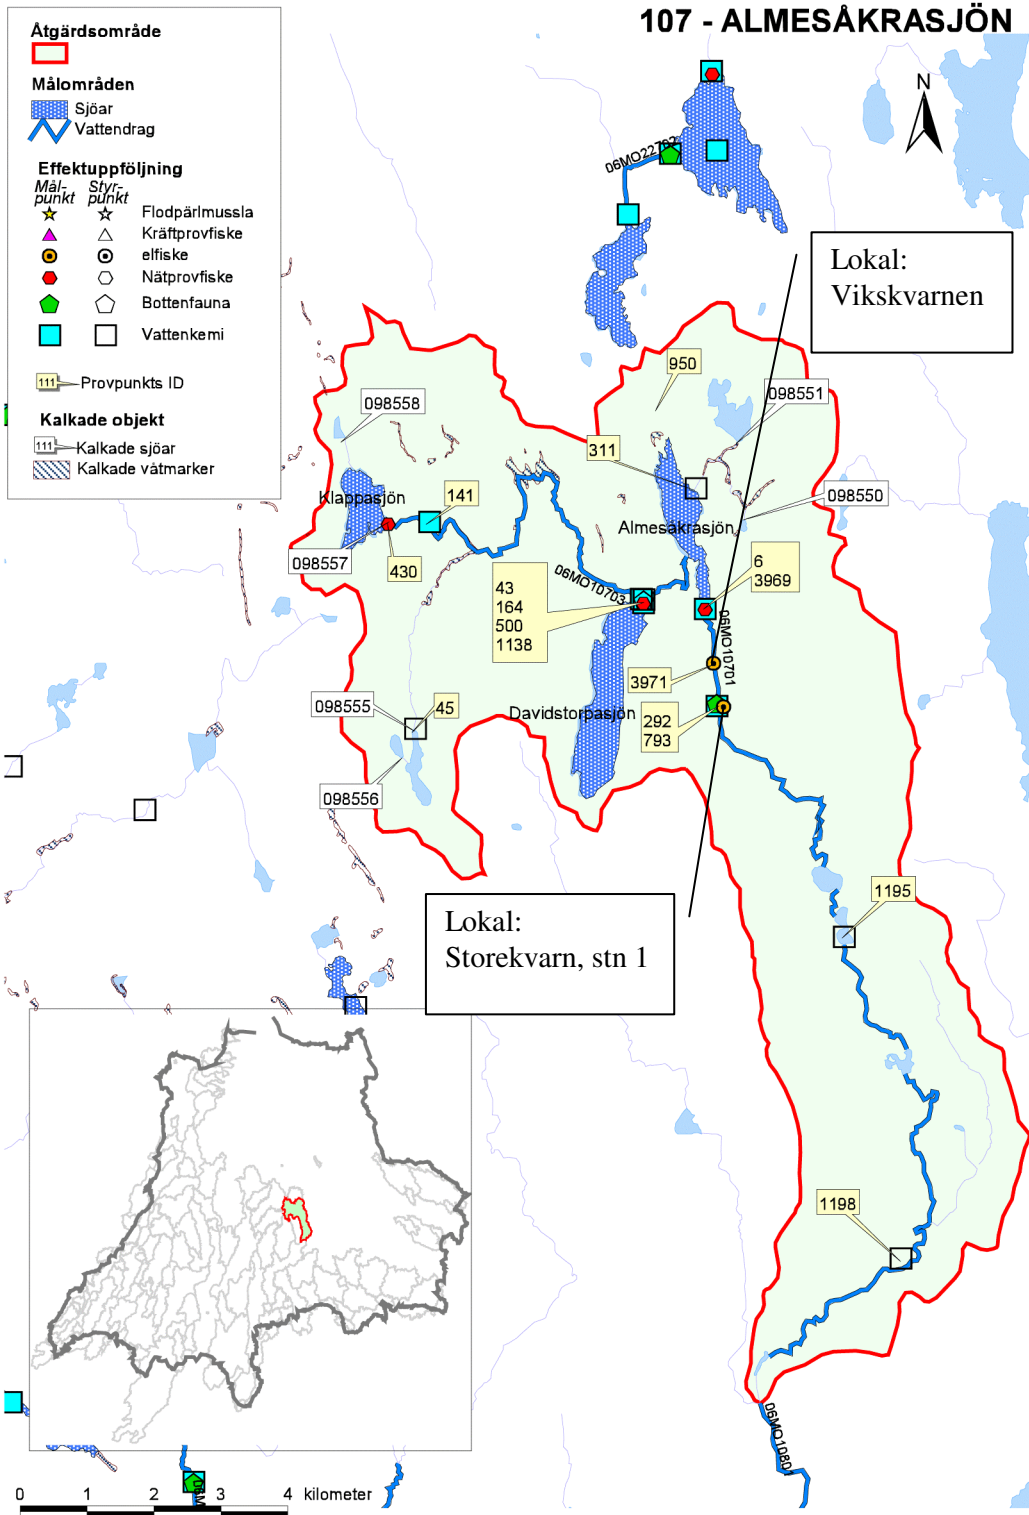 107 - ALMESÅKRASJÖN
Åtgärdsområde
Målområden
Sjöar
Vattendrag
Effektuppföljning
Mål-
punkt
Styr-
punkt
Flodpärlmussla
Kräftprovfiske
elfiske
Nätprovfiske
Bottenfauna
Vattenkemi
111
Provpunkts ID
Kalkade objekt
111
Kalkade sjöar
Kalkade våtmarker
N
06MO22702
Lokal:
Vikskvarnen
950
098558
098551
311
Klappasjön
141
098550
Almesåkrasjön
098557
430
06MO10703
6
3969
43
164
500
1138
06MO10701
3971
098555
45
Davidstorpasjön
292
793
098556
1195
Lokal:
Storekvarn, stn 1
1198
06MO10801
0 1 2 3 4 kilometer